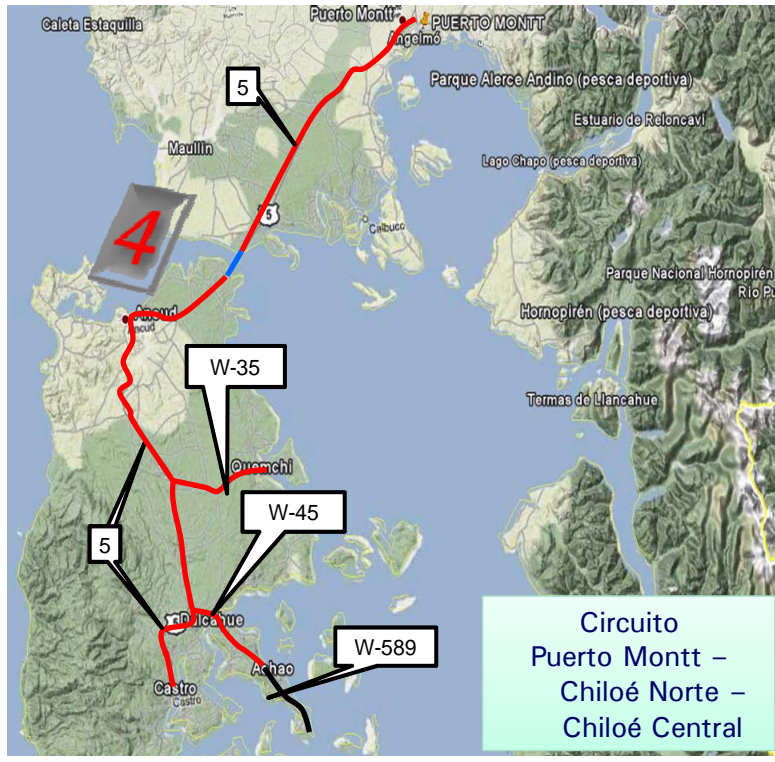 Caleta Estaquilla
Puerto Montt
PUERTO MONTT
Angelmó
Parque Alerce Andino (pesca deportiva)
5
Estuario de Reloncaví
Maullín
Lago Chapo (pesca deportiva)
4
5
Calbuco
Parque Nacional Hornopirén
Río Pu
Hornopirén (pesca deportiva)
Ancud
Ancud
W-35
Termas de Llancahue
Quemchi
W-45
5
5
Dalcahue
W-589
Achao
Castro
Castro
Circuito
Puerto Montt –
Chiloé Norte –
Chiloé Central